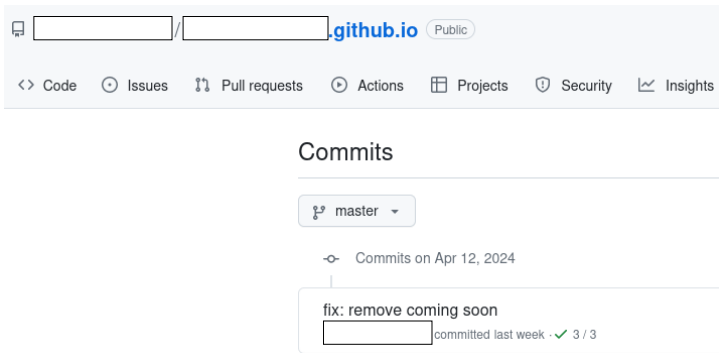 / .github.io Public
Code Issues Pull requests Actions Projects Security Insights
Commits
master
Commits on Apr 12, 2024
fix: remove coming soon
committed last week · 3 / 3